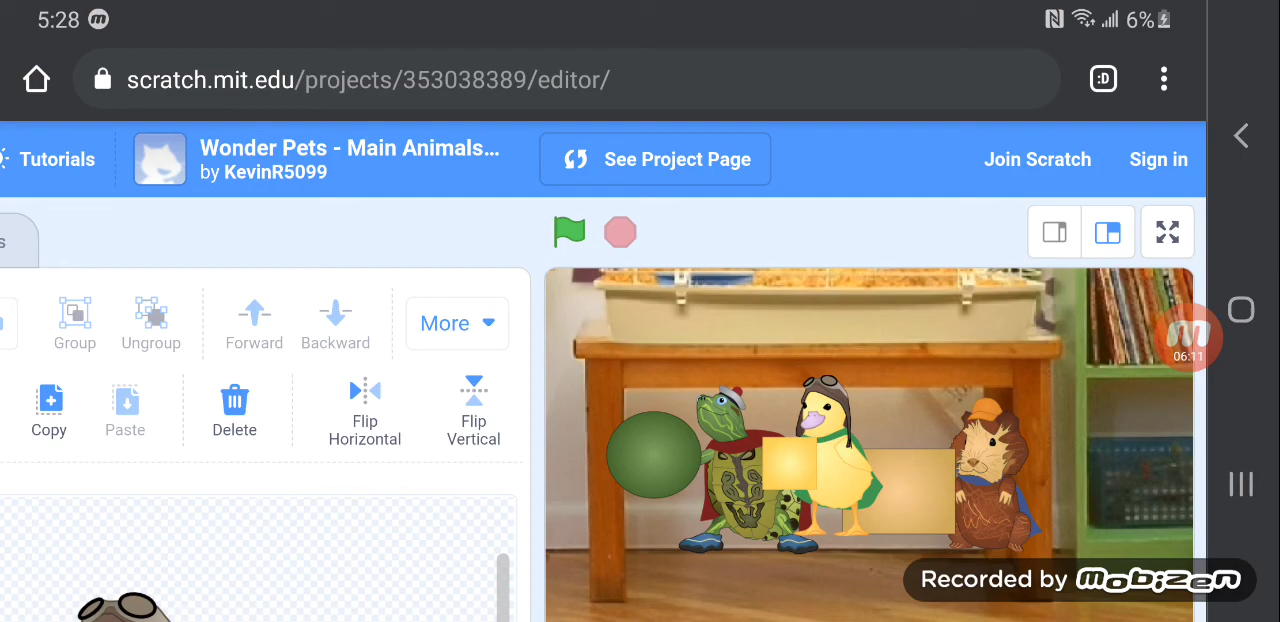 5:28
6%
scratch.mit.edu/projects/353038389/editor/
:D
Tutorials
Wonder Pets - Main Animals...
by KevinR5099
See Project Page
Join Scratch
Sign in
s
Group
Ungroup
Forward
Backward
More
Copy
Paste
Delete
Flip
Horizontal
Flip
Vertical
06:11
Recorded by mobizen